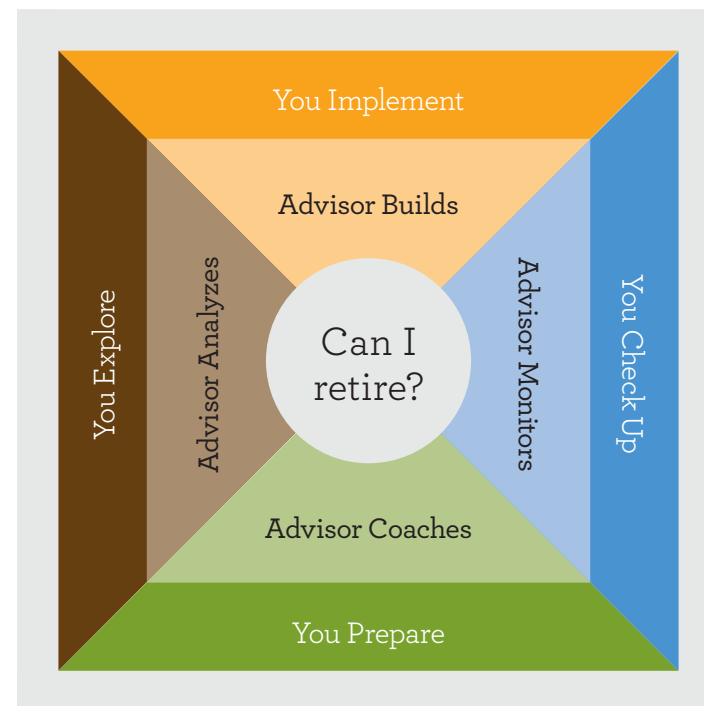 You Implement
Advisor Builds
You Explore
Advisor Analyzes
Can I
retire?
Advisor Monitors
You Check Up
Advisor Coaches
You Prepare